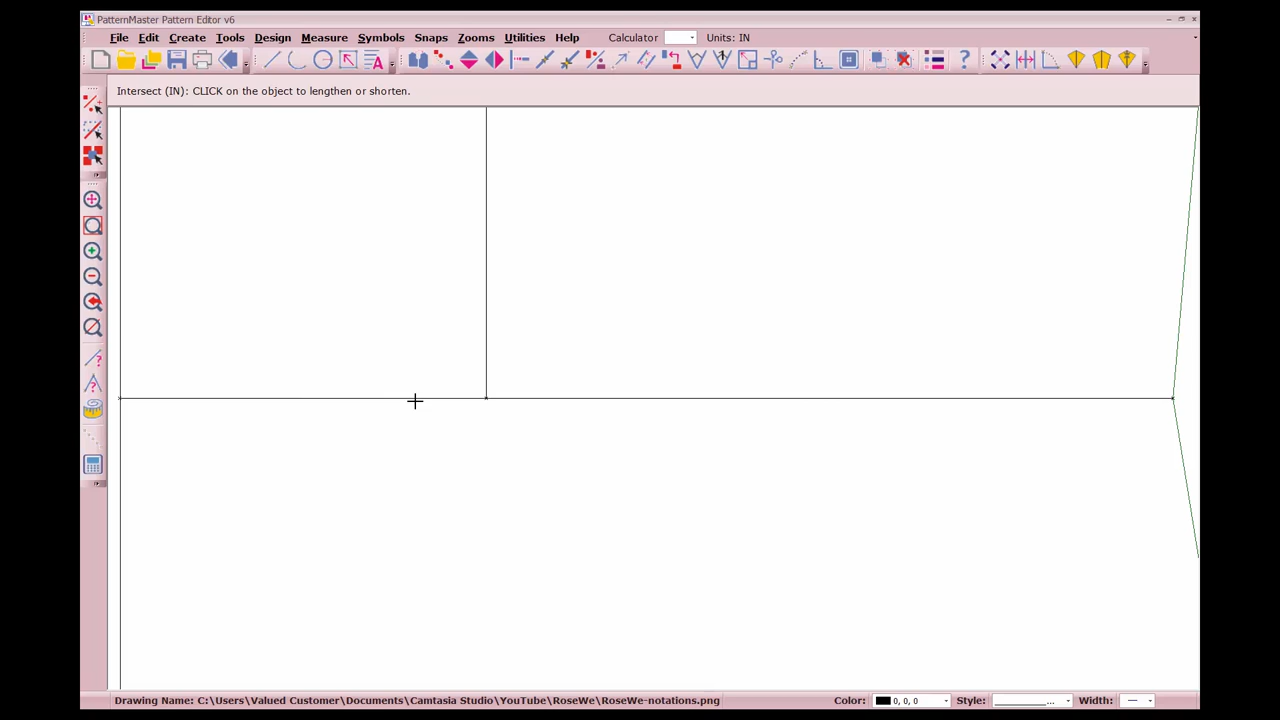 PatternMaster Pattern Editor v6
File Edit Create Tools Design Measure Symbols Snaps Zooms Utilities Help Calculator Units: IN
Intersect (IN): CLICK on the object to lengthen or shorten.
Drawing Name: C:\Users\Valued Customer\Documents\Camtasia Studio\YouTube\RoseWe\RoseWe-notations.png Color: 0, 0, 0 Style: ... Width: